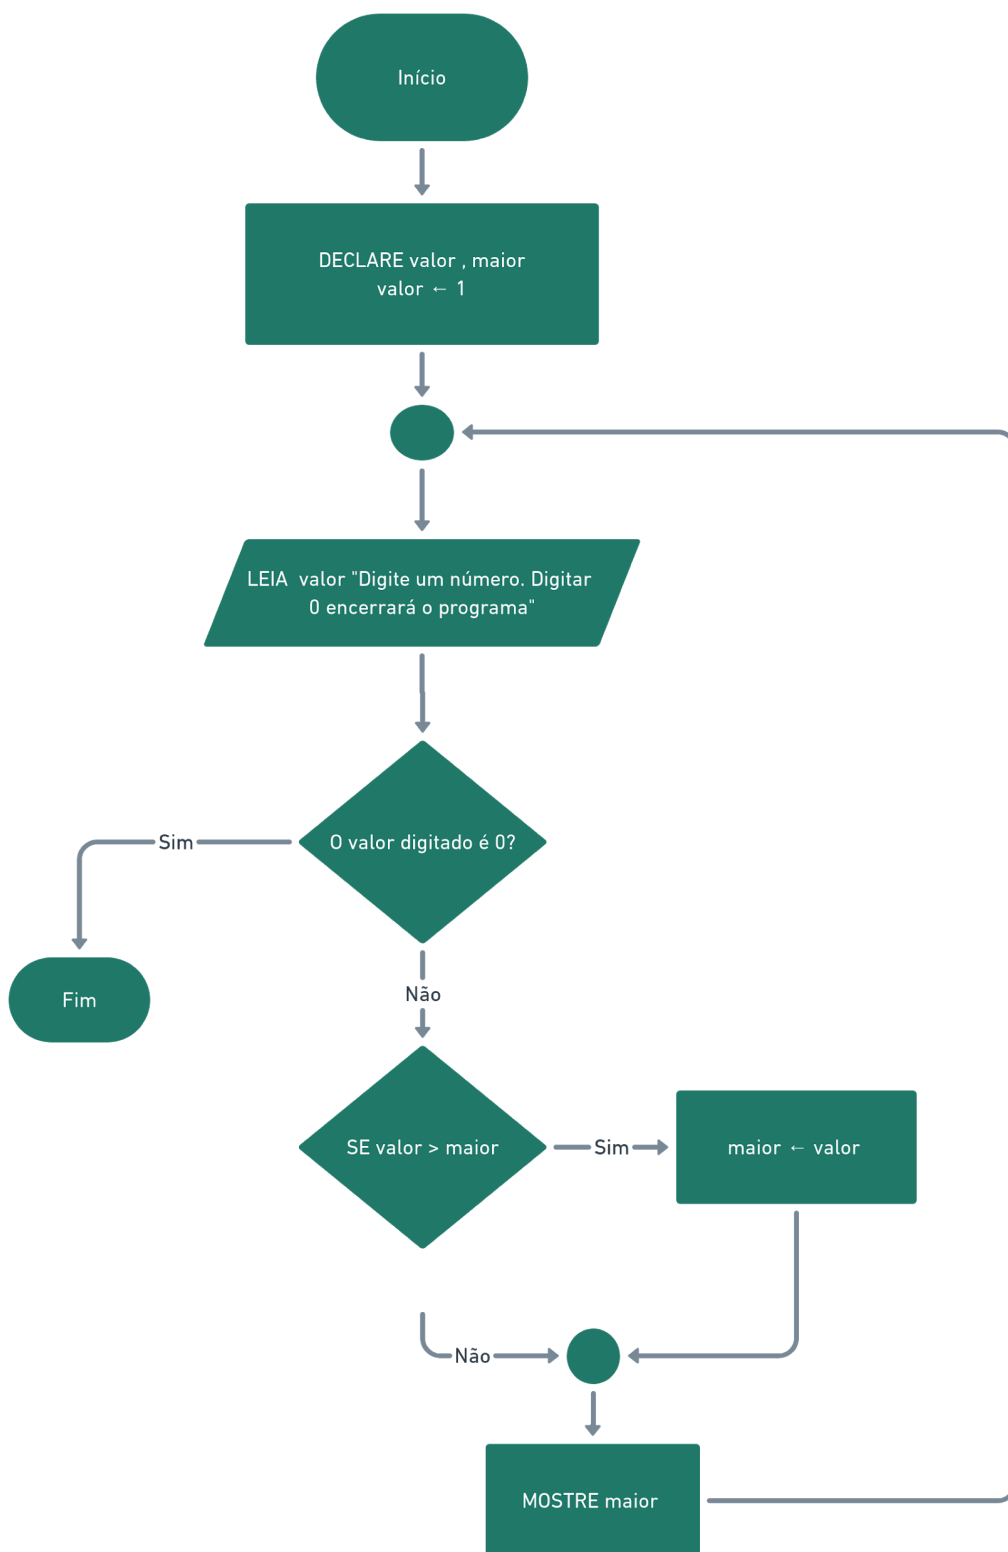 Início
DECLARE valor , maior
valor ← 1
LEIA  valor "Digite um número. Digitar
0 encerrará o programa"
O valor digitado é 0?
Sim
Fim
Não
SE valor > maior
Sim
maior ← valor
Não
MOSTRE maior